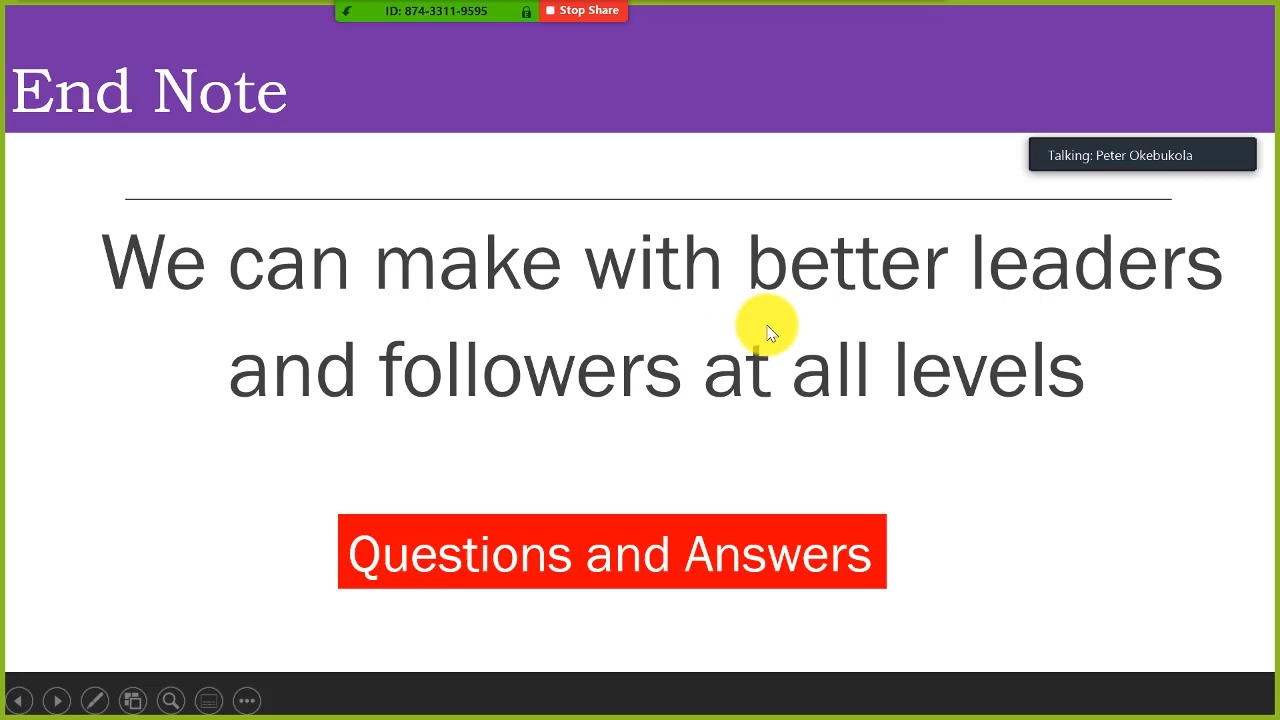 ID: 874-3311-9595 Stop Share
End Note
Talking: Peter Okebukola
We can make with better leaders
and followers at all levels
Questions and Answers